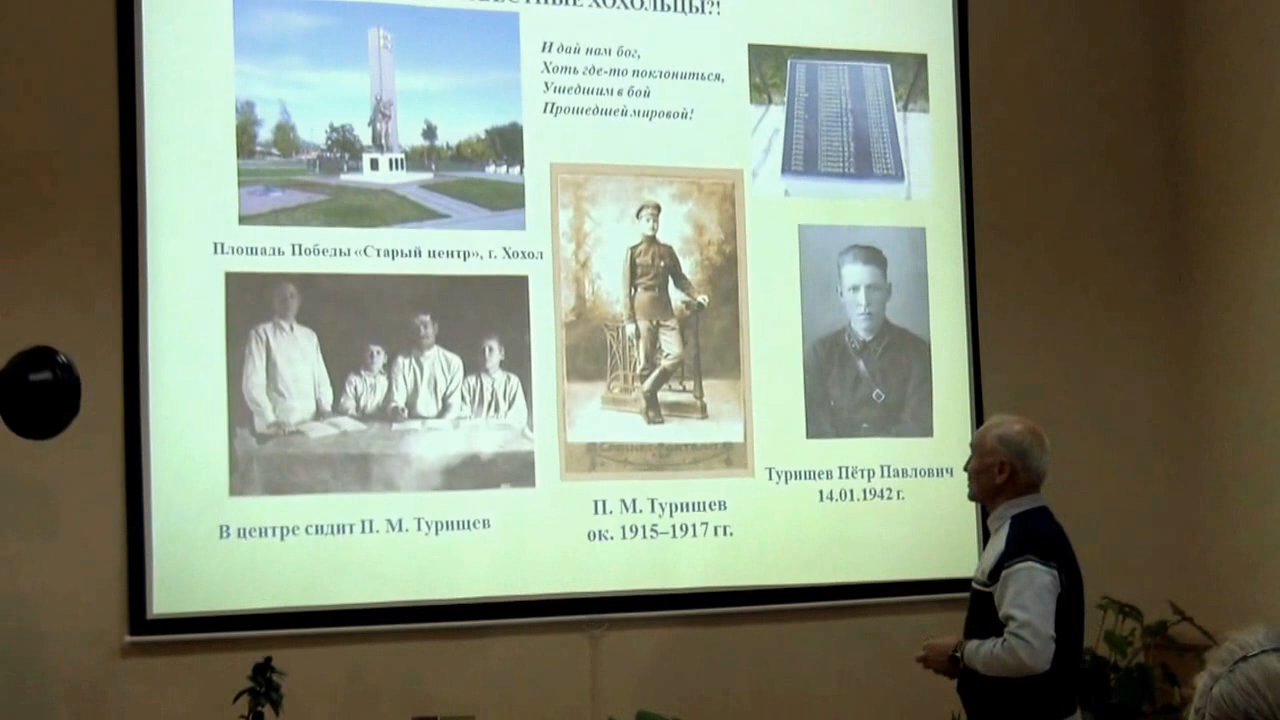 ХОХОЛЬЦЫ?!
И дай нам бог,
Хоть где-то поклониться,
Ушедшим в бой
Прошедшей мировой!
Площадь Победы «Старый центр», г. Хохол
В центре сидит П. М. Турищев
П. М. Турищев
ок. 1915–1917 гг.
Турищев Пётр Павлович
14.01.1942 г.